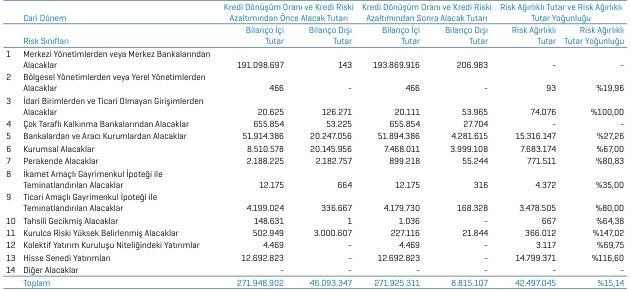 Kredi Dönüşüm Oranı ve Kredi Riski Kredi Dönüşüm Oranı ve Kredi Riski Risk Ağırlıklı Tutar ve Risk Ağırlıklı
Cari Dönem Azaltımından Önce Alacak Tutarı Azaltımından Sonra Alacak Tutarı Tutar Yoğunluğu
Bilanço İçi Bilanço Dışı Bilanço İçi Bilanço Dışı Risk Ağırlıklı Risk Ağırlıklı
Risk Sınıfları Tutar Tutar Tutar Tutar Tutar Tutar Yoğunluğu
1 Merkezi Yönetimlerden veya Merkez Bankalarından
Alacaklar 191.098.697 143 193.869.916 206.983 - -
2 Bölgesel Yönetimlerden veya Yerel Yönetimlerden
Alacaklar 466 - 466 - 93 %19,96
3 İdari Birimlerden ve Ticari Olmayan Girişimlerden
Alacaklar 20.625 126.271 20.111 53.965 74.076 %100,00
4 Çok Taraflı Kalkınma Bankalarından Alacaklar 655.854 53.225 655.854 27.704 - -
5 Bankalardan ve Aracı Kurumlardan Alacaklar 51.914.386 20.247.056 51.894.386 4.281.615 15.316.147 %27,26
6 Kurumsal Alacaklar 8.510.578 20.145.956 7.468.011 3.999.108 7.683.174 %67,00
7 Perakende Alacaklar 2.188.225 2.182.757 899.218 55.244 771.511 %80,83
8 İkamet Amaçlı Gayrimenkul İpoteği ile
Teminatlandırılan Alacaklar 12.175 664 12.175 316 4.372 %35,00
9 Ticari Amaçlı Gayrimenkul İpoteği ile
Teminatlandırılan Alacaklar 4.199.024 336.667 4.179.730 168.328 3.478.505 %80,00
10 Tahsili Gecikmiş Alacaklar 148.631 1 1.036 - 667 %64,38
11 Kurulca Riski Yüksek Belirlenmiş Alacaklar 502.949 3.000.607 227.116 21.844 366.012 %147,02
12 Kolektif Yatırım Kuruluşu Niteliğindeki Yatırımlar 4.469 - 4.469 - 3.117 %69,75
13 Hisse Senedi Yatırımları 12.692.823 - 12.692.823 - 14.799.371 %116,60
14 Diğer Alacaklar - - - - - -
Toplam 271.948.902 46.093.347 271.925.311 8.815.107 42.497.045 %15,14